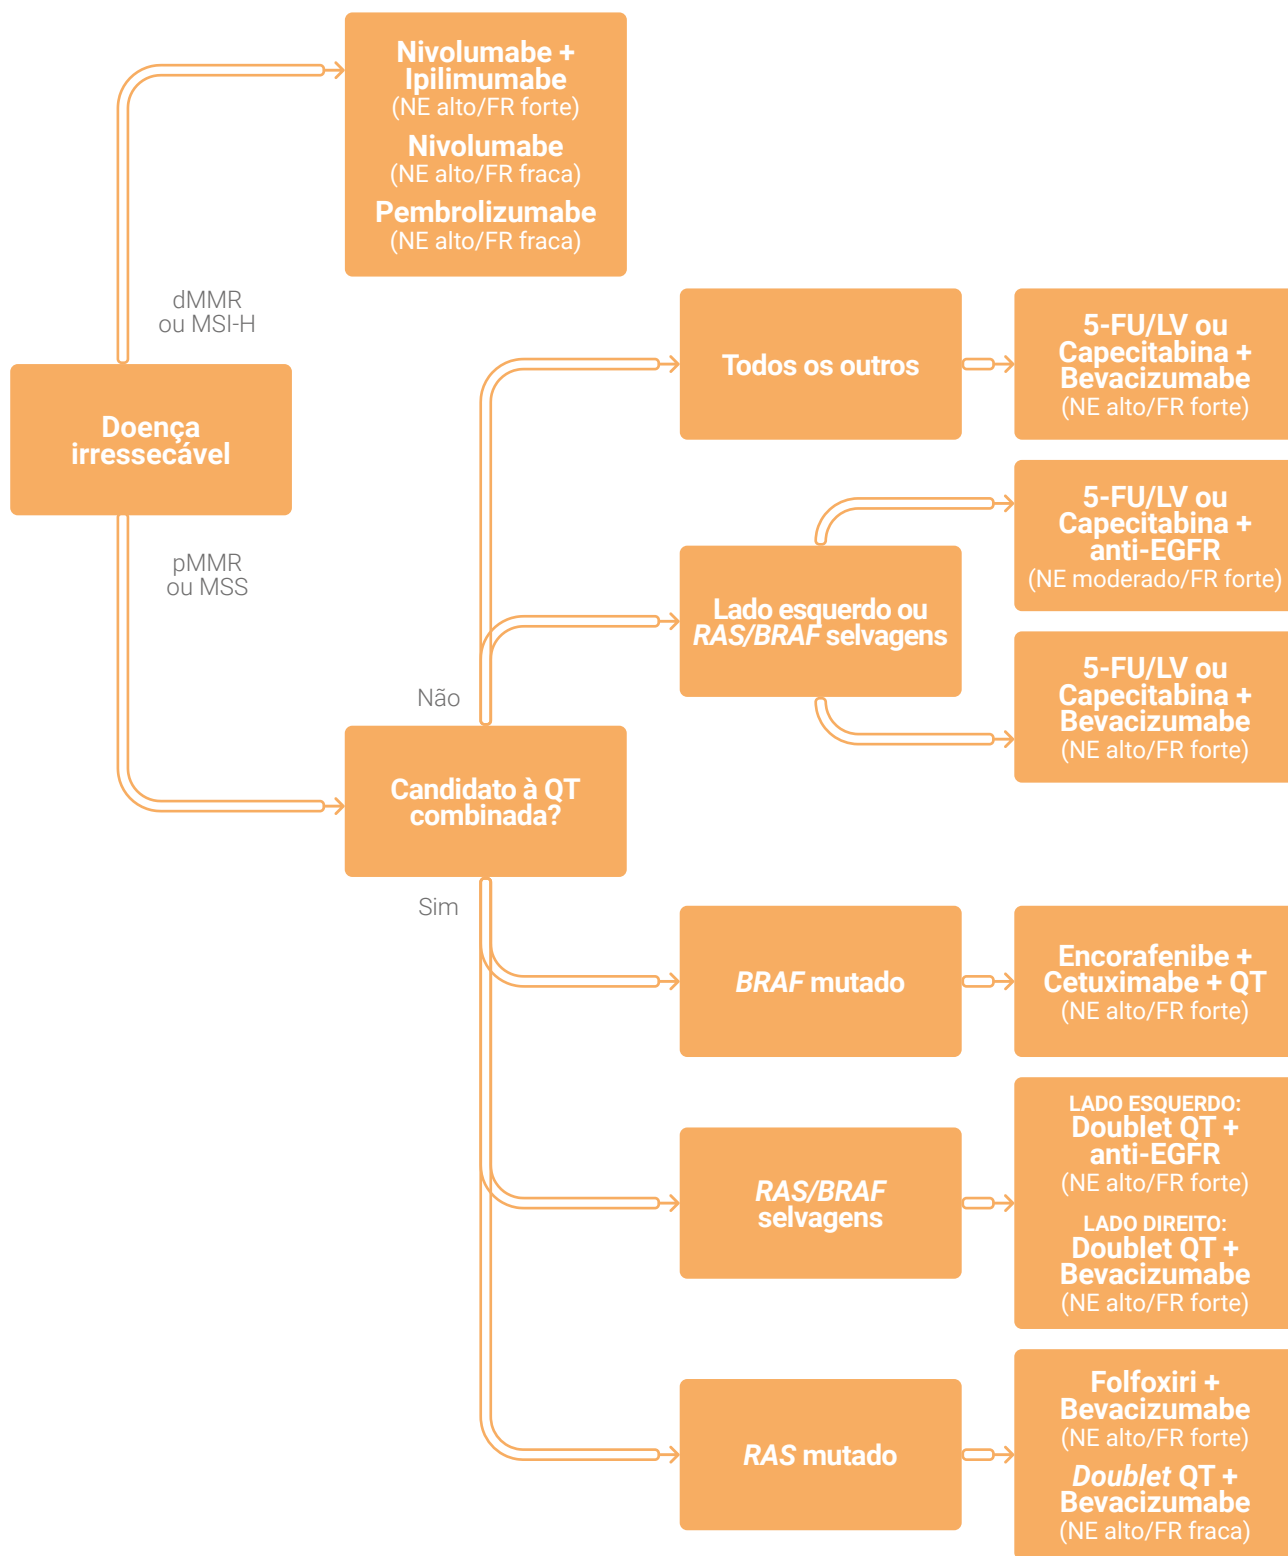 Nivolumabe +
Ipilimumabe
(NE alto/FR forte)
Nivolumabe
(NE alto/FR fraca)
Pembrolizumabe
(NE alto/FR fraca)
dMMR
ou MSI-H
Doença
irressecável
pMMR
ou MSS
Candidato à QT
combinada?
Não
Todos os outros
5-FU/LV ou
Capecitabina +
Bevacizumabe
(NE alto/FR forte)
Lado esquerdo ou
RAS/BRAF selvagens
5-FU/LV ou
Capecitabina +
anti-EGFR
(NE moderado/FR forte)
5-FU/LV ou
Capecitabina +
Bevacizumabe
(NE alto/FR forte)
Sim
BRAF mutado
Encorafenibe +
Cetuximabe + QT
(NE alto/FR forte)
RAS/BRAF
selvagens
LADO ESQUERDO:
Doublet QT +
anti-EGFR
(NE alto/FR forte)
LADO DIREITO:
Doublet QT +
Bevacizumabe
(NE alto/FR forte)
RAS mutado
Folfoxiri +
Bevacizumabe
(NE alto/FR forte)
Doublet QT +
Bevacizumabe
(NE alto/FR fraca)